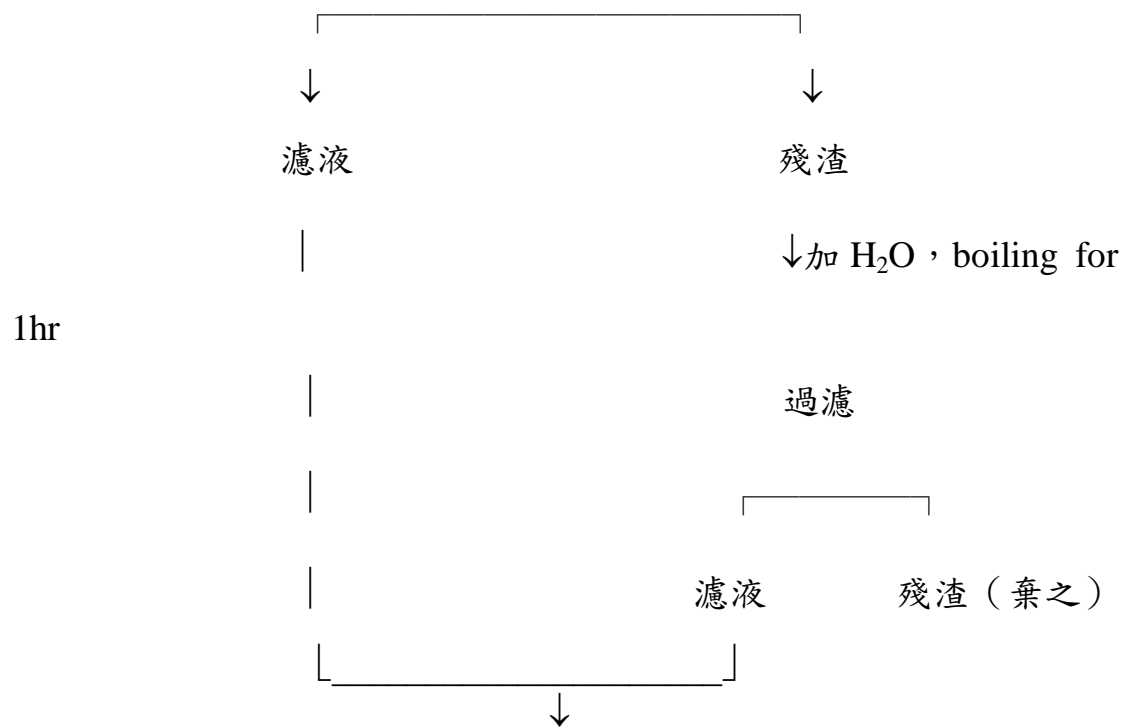 ↓ ↓
濾液 殘渣
| ↓加 H₂O，boiling for
1hr
| 過濾
|
| 濾液 殘渣（棄之）
↓